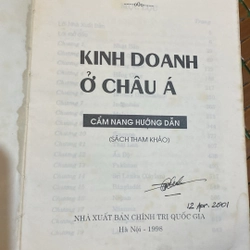 KINH DOANH
Ở CHÂU Á
CẨM NANG HƯỚNG DẪN
(SÁCH THAM KHẢO)
12 Apr. 2001
NHÀ XUẤT BẢN CHÍNH TRỊ QUỐC GIA
Hà Nội - 1998